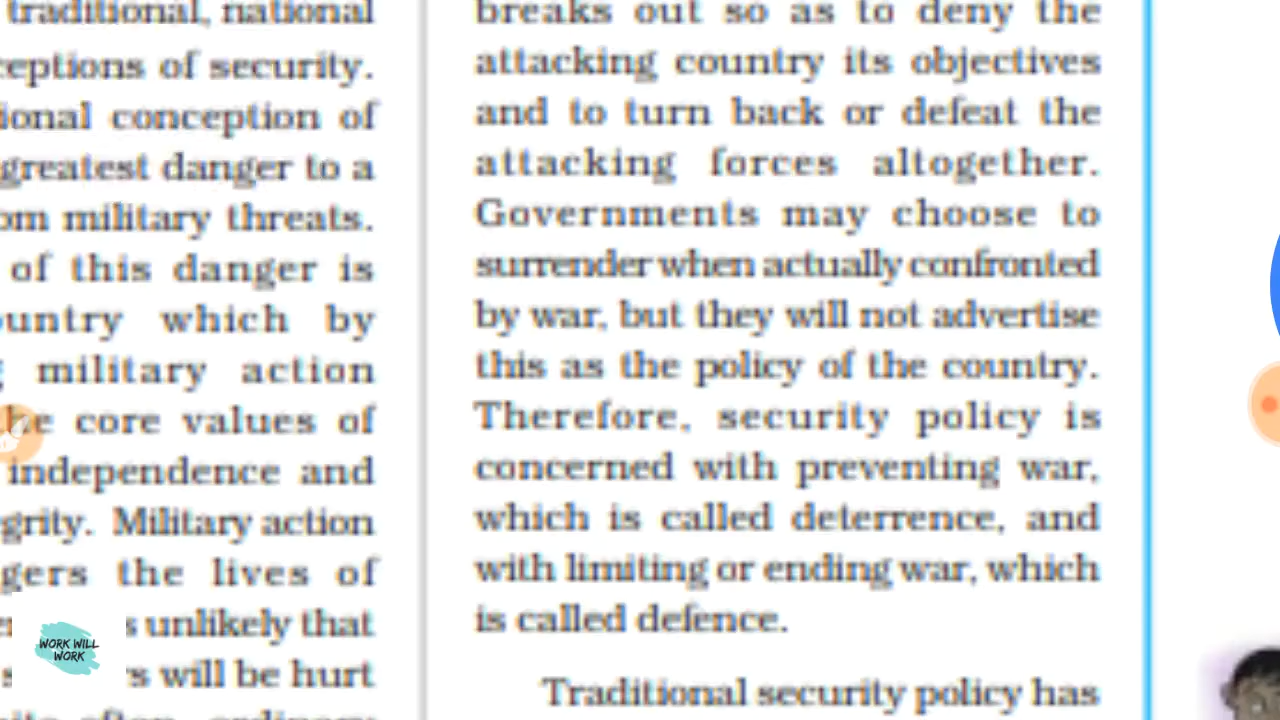 traditional, national
ceptions of security.
ional conception of
greatest danger to a
om military threats.
of this danger is
ountry which by
military action
he core values of
independence and
grity. Military action
gers the lives of
s unlikely that
s will be hurt
quite often, ordinary
breaks out so as to deny the
attacking country its objectives
and to turn back or defeat the
attacking forces altogether.
Governments may choose to
surrender when actually confronted
by war, but they will not advertise
this as the policy of the country.
Therefore, security policy is
concerned with preventing war,
which is called deterrence, and
with limiting or ending war, which
is called defence.
Traditional security policy has
WORK WILL
WORK